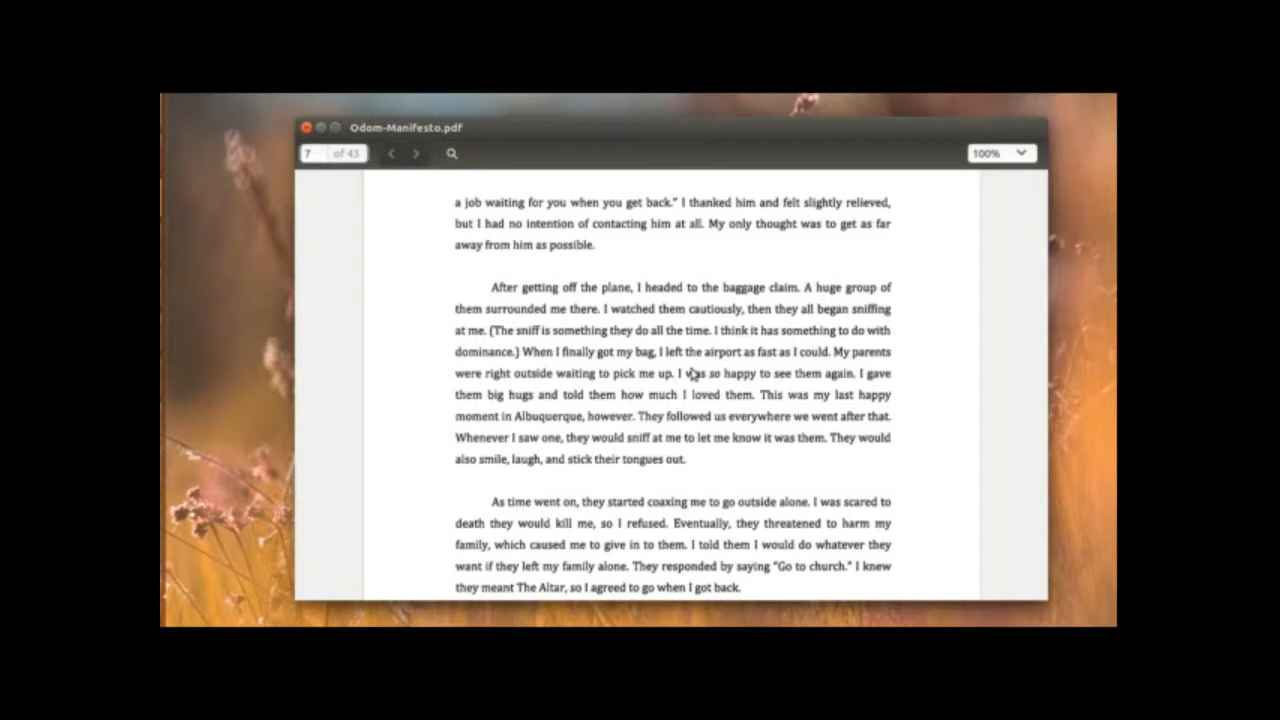 Odom-Manifesto.pdf
7 of 43
100%
a job waiting for you when you get back." I thanked him and felt slightly relieved,
but I had no intention of contacting him at all. My only thought was to get as far
away from him as possible.
After getting off the plane, I headed to the baggage claim. A huge group of
them surrounded me there. I watched them cautiously, then they all began sniffing
at me. (The sniff is something they do all the time. I think it has something to do with
dominance.) When I finally got my bag, I left the airport as fast as I could. My parents
were right outside waiting to pick me up. I was so happy to see them again. I gave
them big hugs and told them how much I loved them. This was my last happy
moment in Albuquerque, however. They followed us everywhere we went after that.
Whenever I saw one, they would sniff at me to let me know it was them. They would
also smile, laugh, and stick their tongues out.
As time went on, they started coaxing me to go outside alone. I was scared to
death they would kill me, so I refused. Eventually, they threatened to harm my
family, which caused me to give in to them. I told them I would do whatever they
want if they left my family alone. They responded by saying "Go to church." I knew
they meant The Altar, so I agreed to go when I got back.